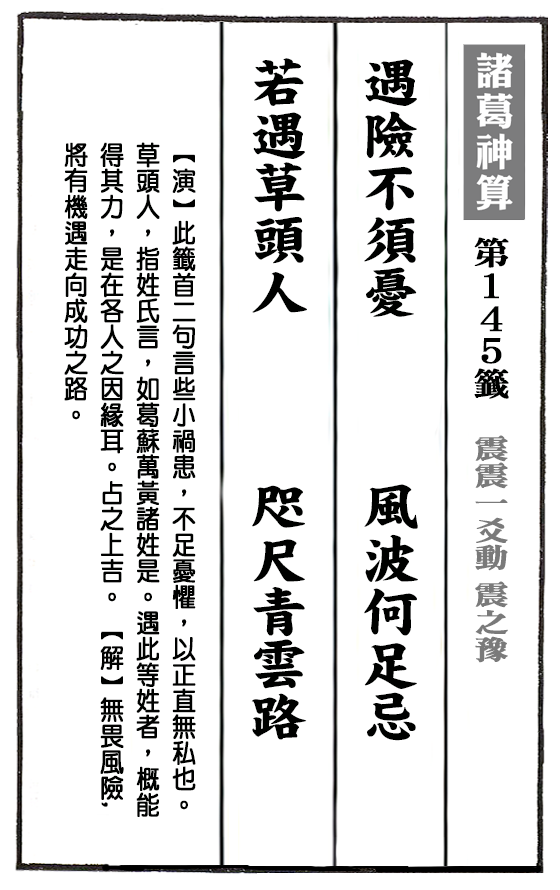 諸葛神算 第145籤 震震一爻動 震之豫
遇險不須憂 風波何足忌
若遇草頭人 咫尺青雲路
【演】此籤首二句言些小禍患，不足憂懼，以正直無私也。
草頭人，指姓氏言，如葛蘇萬黃諸姓是。遇此等姓者，概能
得其力，是在各人之因緣耳。占之上吉。【解】無畏風險,
將有機遇走向成功之路。